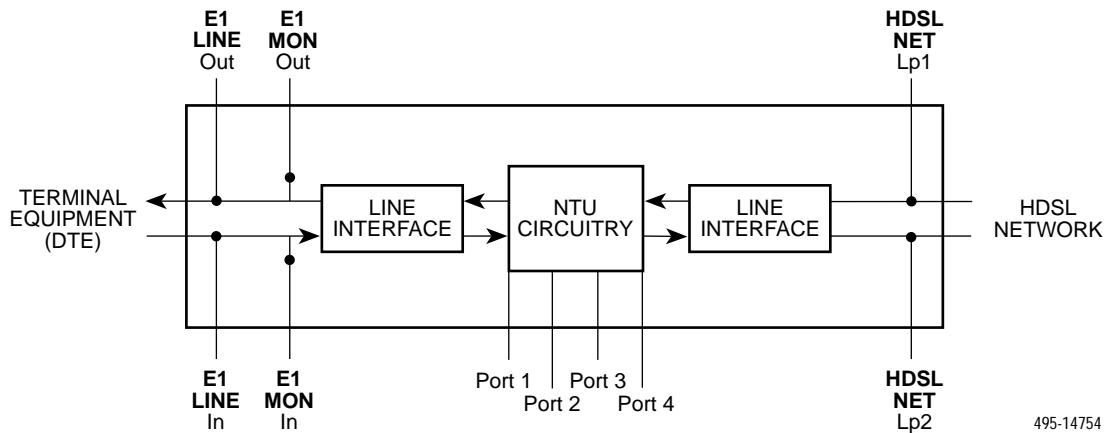 E1
LINE
Out
E1
MON
Out
HDSL
NET
Lp1
TERMINAL
EQUIPMENT
(DTE)
LINE
INTERFACE
NTU
CIRCUITRY
LINE
INTERFACE
HDSL
NETWORK
E1
LINE
In
E1
MON
In
Port 1
Port 2
Port 3
Port 4
HDSL
NET
Lp2
495-14754